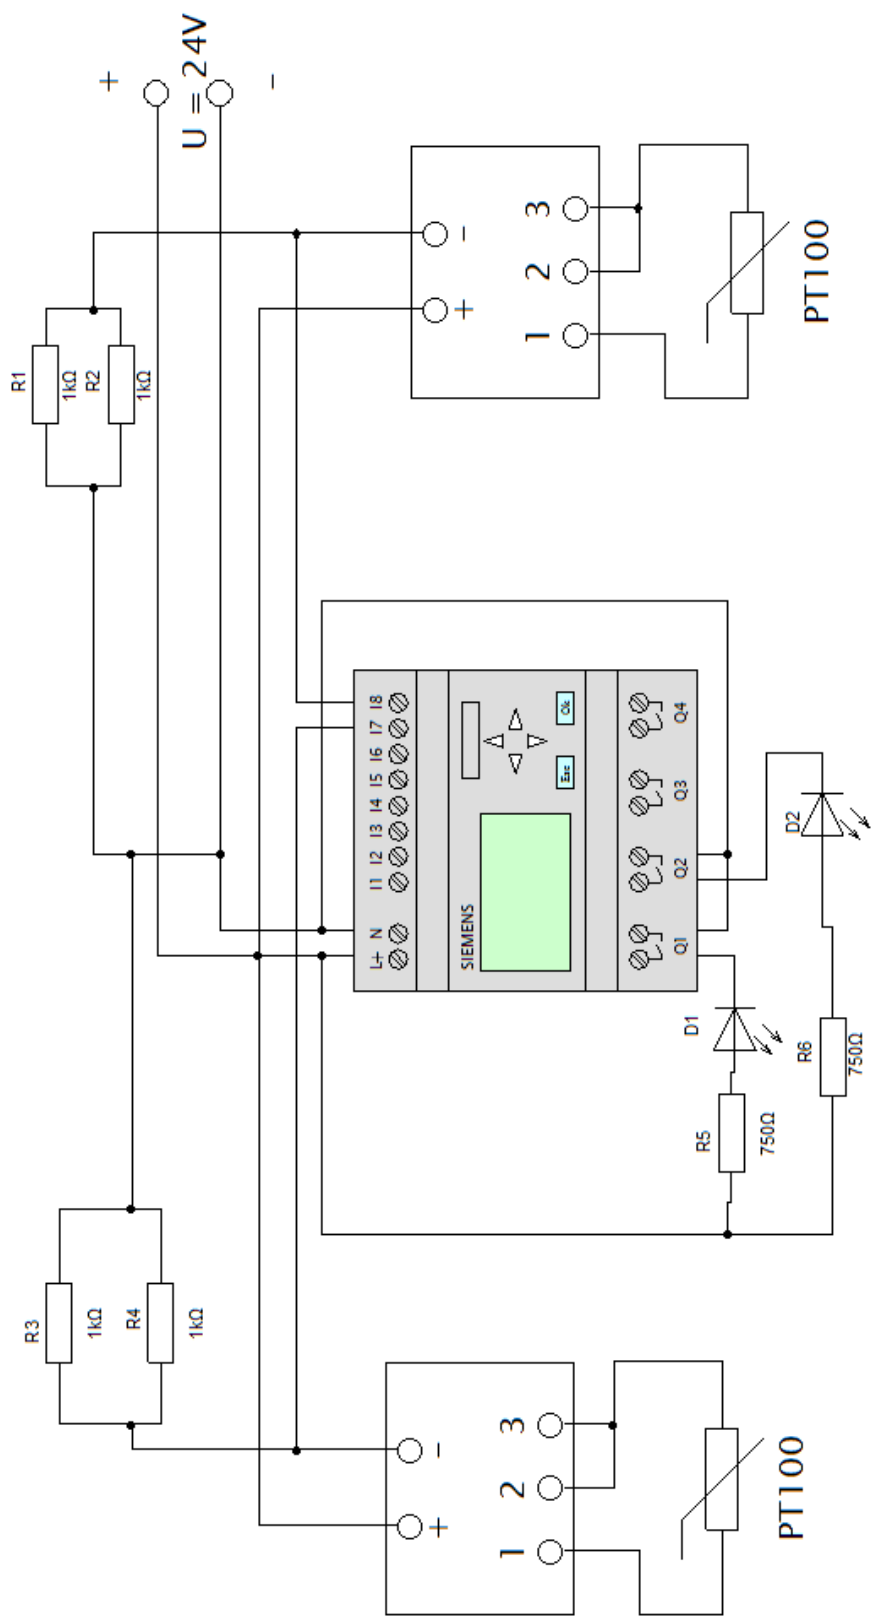 +
U = 24V
-
R1
1kΩ
R2
1kΩ
-
+
3
2
1
PT100
L+ N I1 I2 I3 I4 I5 I6 I7 I8
SIEMENS
Esc
Ok
Q1 Q2 Q3 Q4
D1
D2
R5
750Ω
R6
750Ω
R3
1kΩ
R4
1kΩ
-
+
3
2
1
PT100